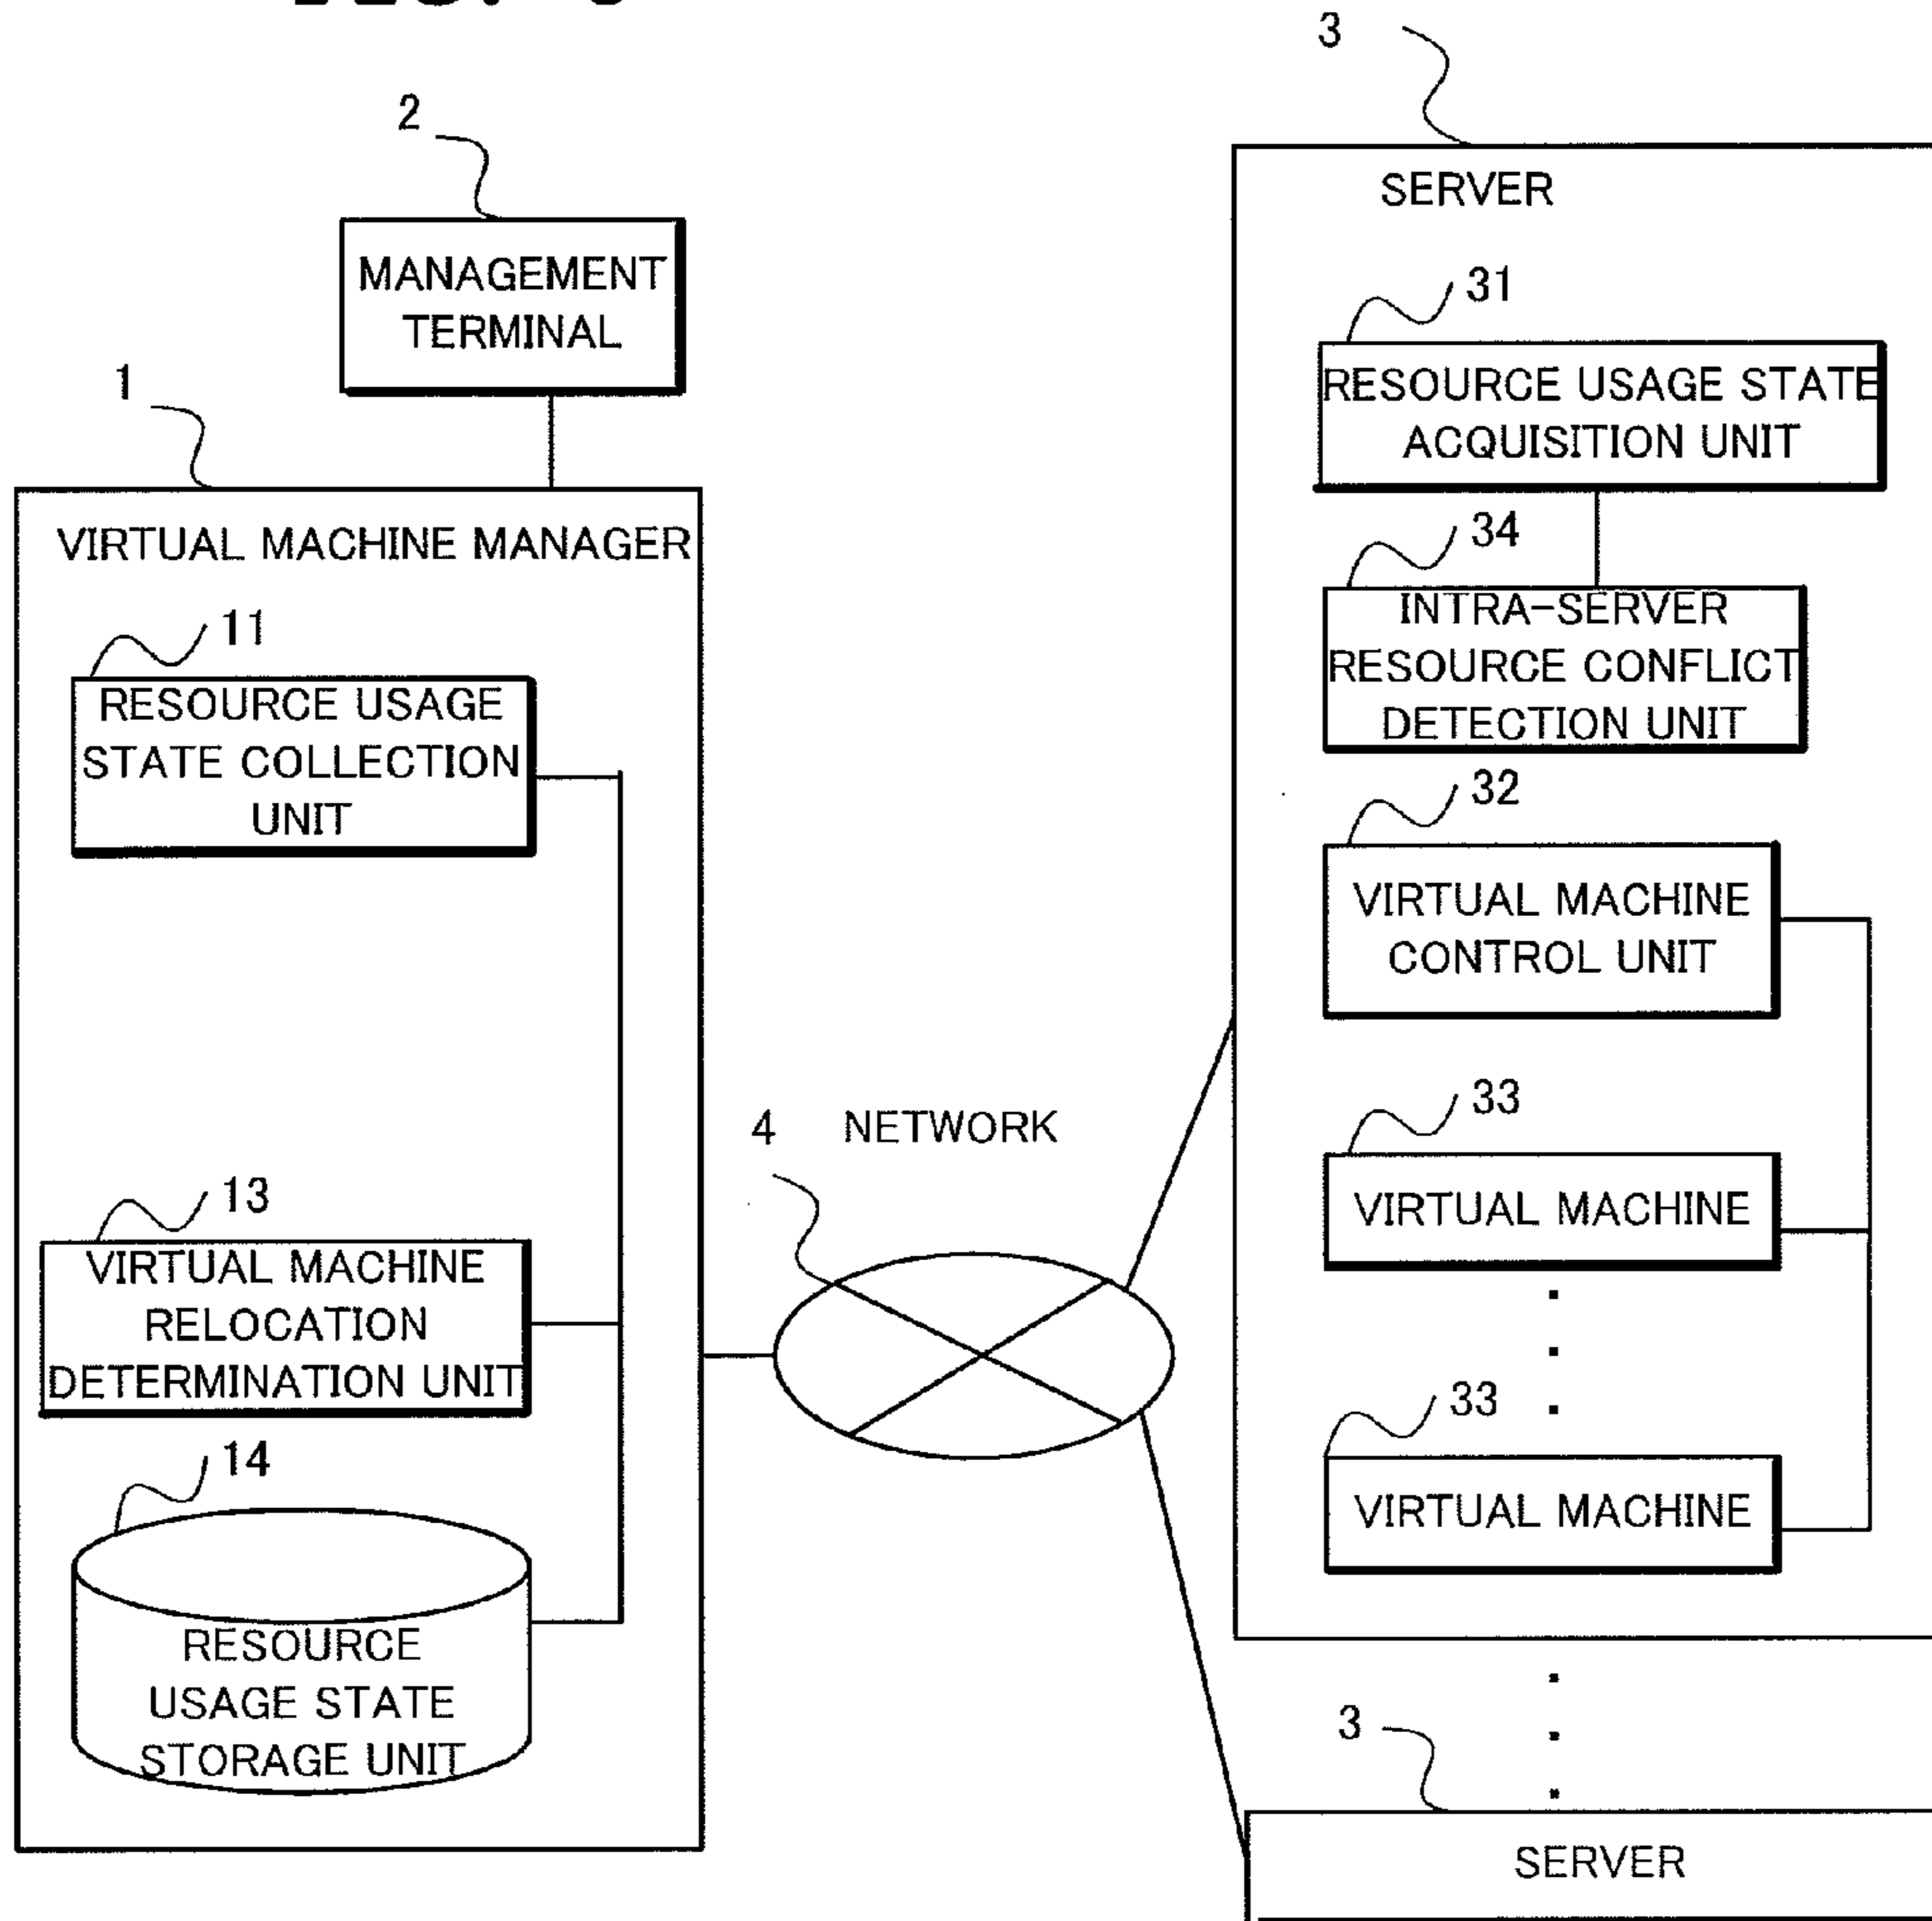 3
2
SERVER
MANAGEMENT
TERMINAL
31
RESOURCE USAGE STATE
ACQUISITION UNIT
1
VIRTUAL MACHINE MANAGER
34
INTRA-SERVER
RESOURCE CONFLICT
DETECTION UNIT
11
RESOURCE USAGE
STATE COLLECTION
UNIT
32
VIRTUAL MACHINE
CONTROL UNIT
4
NETWORK
33
VIRTUAL MACHINE
13
VIRTUAL MACHINE
RELOCATION
DETERMINATION UNIT
33
VIRTUAL MACHINE
14
RESOURCE
USAGE STATE
STORAGE UNIT
3
SERVER